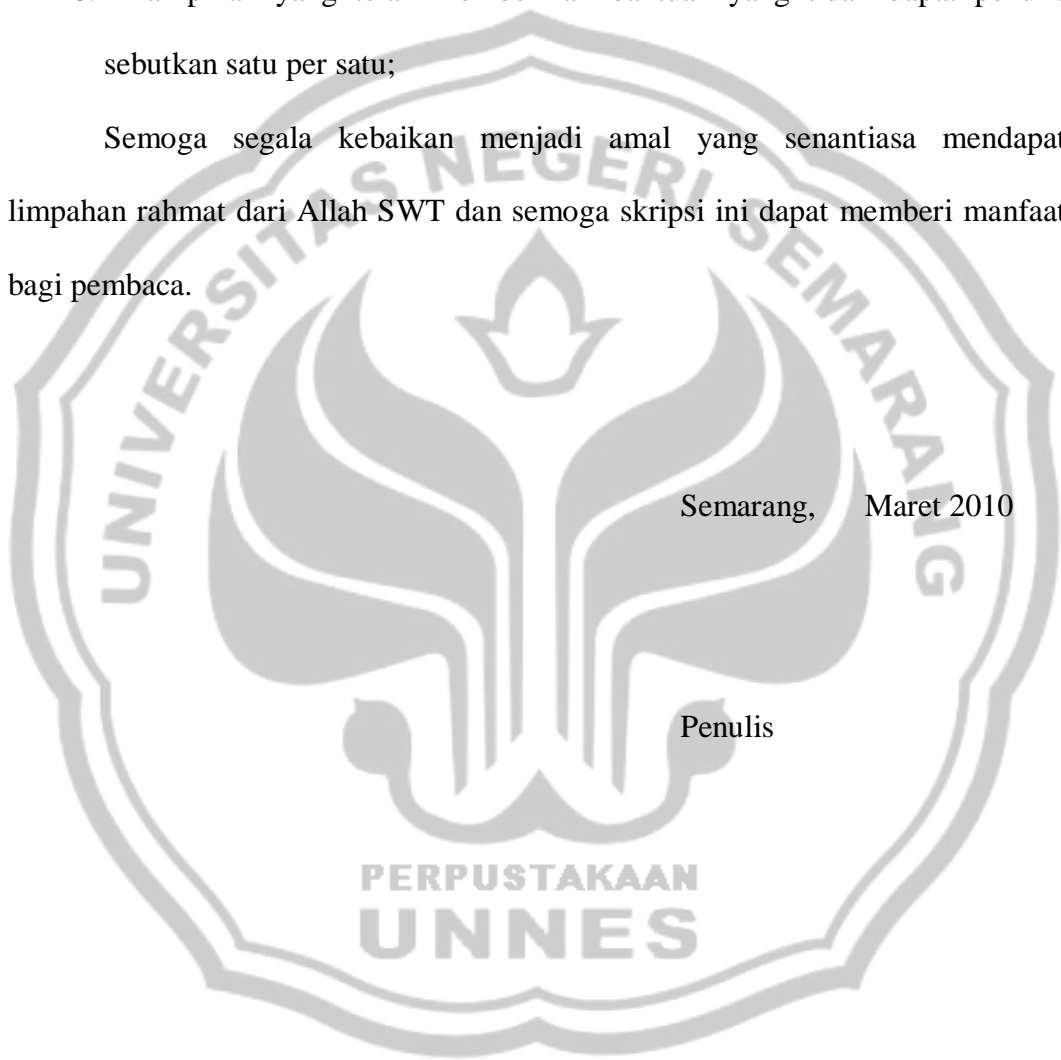 sebutkan satu per satu;
Semoga segala kebaikan menjadi amal yang senantiasa mendapat
limpahan rahmat dari Allah SWT dan semoga skripsi ini dapat memberi manfaat
bagi pembaca.
UNIVERSITAS NEGERI SEMARANG
Semarang, Maret 2010
Penulis
PERPUSTAKAAN
UNNES